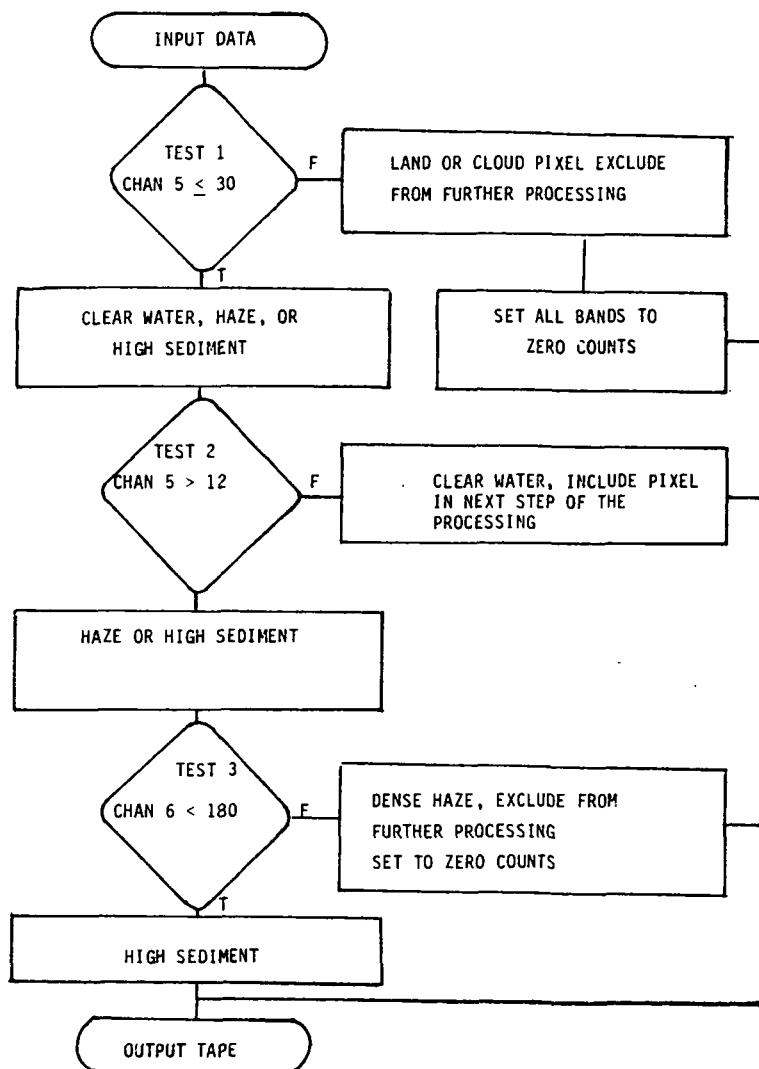 INPUT DATA
TEST 1
CHAN 5 ≤ 30
F
LAND OR CLOUD PIXEL EXCLUDE
FROM FURTHER PROCESSING
T
CLEAR WATER, HAZE, OR
HIGH SEDIMENT
SET ALL BANDS TO
ZERO COUNTS
TEST 2
CHAN 5 > 12
F
CLEAR WATER, INCLUDE PIXEL
IN NEXT STEP OF THE
PROCESSING
HAZE OR HIGH SEDIMENT
TEST 3
CHAN 6 < 180
F
DENSE HAZE, EXCLUDE FROM
FURTHER PROCESSING
SET TO ZERO COUNTS
T
HIGH SEDIMENT
OUTPUT TAPE